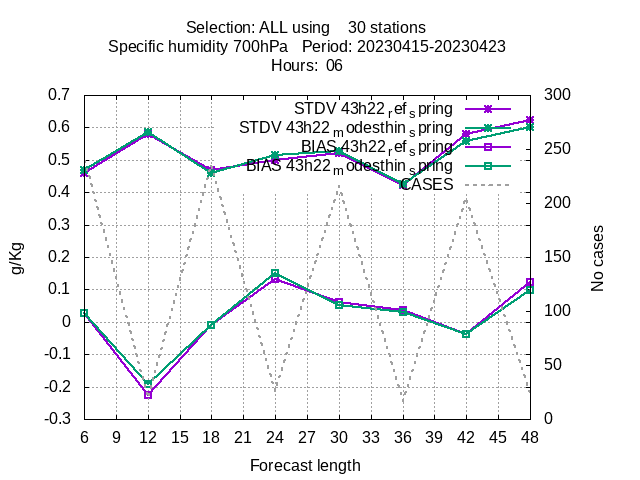 Selection: ALL using    30 stations
Specific humidity 700hPa   Period: 20230415-20230423
Hours:  06
STDV 43h22_ref_spring
STDV 43h22_modesthin_spring
BIAS 43h22_ref_spring
BIAS 43h22_modesthin_spring
CASES
g/Kg
0.7
0.6
0.5
0.4
0.3
0.2
0.1
0
-0.1
-0.2
-0.3
No cases
300
250
200
150
100
50
0
6 9 12 15 18 21 24 27 30 33 36 39 42 45 48
Forecast length